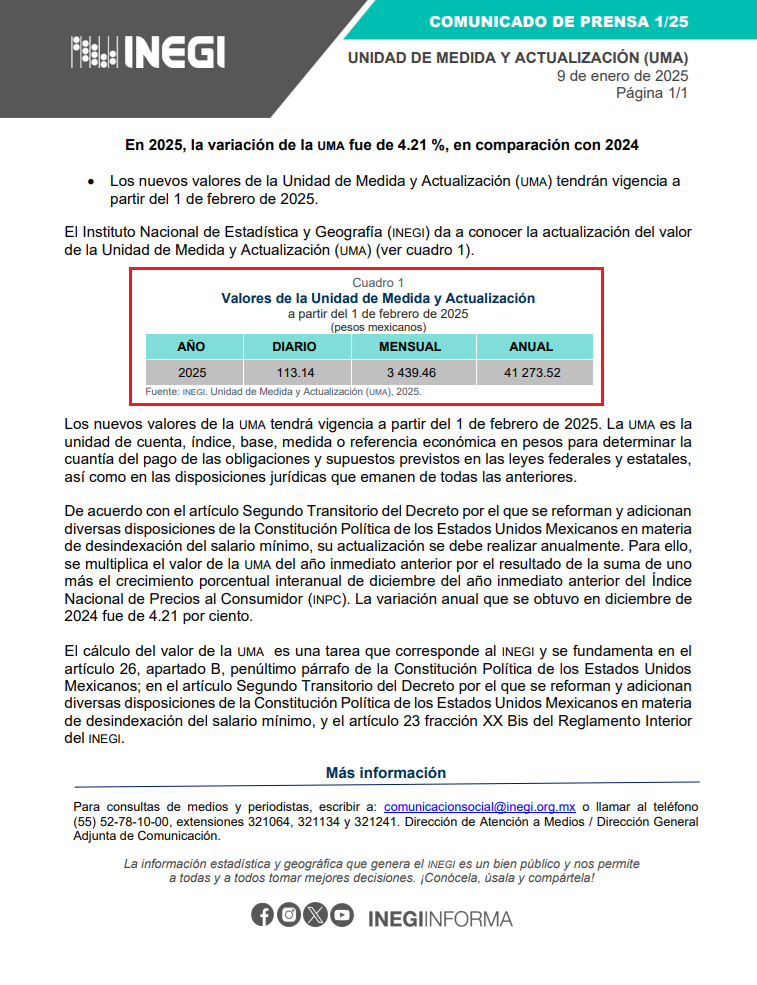 INEGI
COMUNICADO DE PRENSA 1/25
UNIDAD DE MEDIDA Y ACTUALIZACIÓN (UMA)
9 de enero de 2025
Página 1/1
En 2025, la variación de la UMA fue de 4.21 %, en comparación con 2024
• Los nuevos valores de la Unidad de Medida y Actualización (UMA) tendrán vigencia a
partir del 1 de febrero de 2025.
El Instituto Nacional de Estadística y Geografía (INEGI) da a conocer la actualización del valor
de la Unidad de Medida y Actualización (UMA) (ver cuadro 1).
Cuadro 1
Valores de la Unidad de Medida y Actualización
a partir del 1 de febrero de 2025
(pesos mexicanos)
AÑO DIARIO MENSUAL ANUAL
2025 113.14 3 439.46 41 273.52
Fuente: INEGI. Unidad de Medida y Actualización (UMA), 2025.
Los nuevos valores de la UMA tendrá vigencia a partir del 1 de febrero de 2025. La UMA es la
unidad de cuenta, índice, base, medida o referencia económica en pesos para determinar la
cuantía del pago de las obligaciones y supuestos previstos en las leyes federales y estatales,
así como en las disposiciones jurídicas que emanen de todas las anteriores.
De acuerdo con el artículo Segundo Transitorio del Decreto por el que se reforman y adicionan
diversas disposiciones de la Constitución Política de los Estados Unidos Mexicanos en materia
de desindexación del salario mínimo, su actualización se debe realizar anualmente. Para ello,
se multiplica el valor de la UMA del año inmediato anterior por el resultado de la suma de uno
más el crecimiento porcentual interanual de diciembre del año inmediato anterior del Índice
Nacional de Precios al Consumidor (INPC). La variación anual que se obtuvo en diciembre de
2024 fue de 4.21 por ciento.
El cálculo del valor de la UMA es una tarea que corresponde al INEGI y se fundamenta en el
artículo 26, apartado B, penúltimo párrafo de la Constitución Política de los Estados Unidos
Mexicanos; en el artículo Segundo Transitorio del Decreto por el que se reforman y adicionan
diversas disposiciones de la Constitución Política de los Estados Unidos Mexicanos en materia
de desindexación del salario mínimo, y el artículo 23 fracción XX Bis del Reglamento Interior
del INEGI.
Más información
Para consultas de medios y periodistas, escribir a: comunicacionsocial@inegi.org.mx o llamar al teléfono
(55) 52-78-10-00, extensiones 321064, 321134 y 321241. Dirección de Atención a Medios / Dirección General
Adjunta de Comunicación.
La información estadística y geográfica que genera el INEGI es un bien público y nos permite
a todas y a todos tomar mejores decisiones. ¡Conócela, úsala y compártela!
INEGIINFORMA